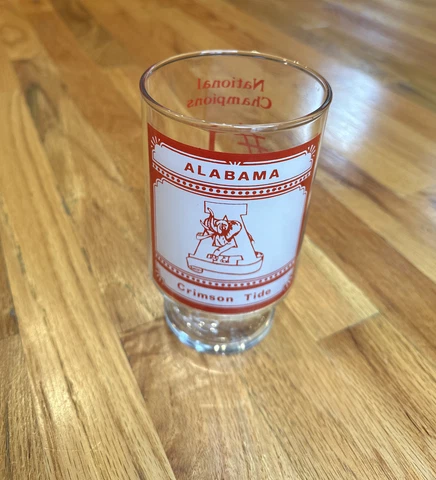 National
Champions
#
ALABAMA
A
Crimson Tide